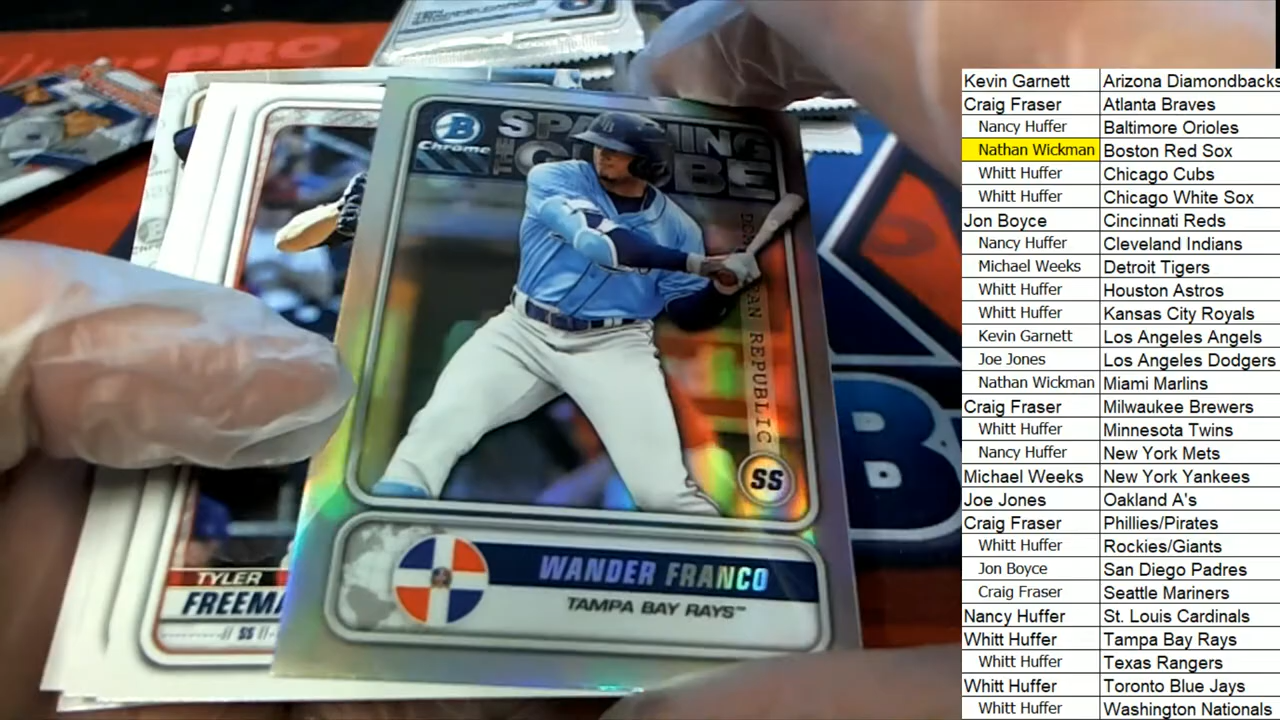 PRO
B
Chrome
SPANNING
THE
GLOBE
REPUBLIC
SS
WANDER FRANCO
TAMPA BAY RAYS™
TYLER
FREEMA
// SS //
B
Kevin Garnett Arizona Diamondbacks
Craig Fraser Atlanta Braves
Nancy Huffer Baltimore Orioles
Nathan Wickman Boston Red Sox
Whitt Huffer Chicago Cubs
Whitt Huffer Chicago White Sox
Jon Boyce Cincinnati Reds
Nancy Huffer Cleveland Indians
Michael Weeks Detroit Tigers
Whitt Huffer Houston Astros
Whitt Huffer Kansas City Royals
Kevin Garnett Los Angeles Angels
Joe Jones Los Angeles Dodgers
Nathan Wickman Miami Marlins
Craig Fraser Milwaukee Brewers
Whitt Huffer Minnesota Twins
Nancy Huffer New York Mets
Michael Weeks New York Yankees
Joe Jones Oakland A's
Craig Fraser Phillies/Pirates
Whitt Huffer Rockies/Giants
Jon Boyce San Diego Padres
Craig Fraser Seattle Mariners
Nancy Huffer St. Louis Cardinals
Whitt Huffer Tampa Bay Rays
Whitt Huffer Texas Rangers
Whitt Huffer Toronto Blue Jays
Whitt Huffer Washington Nationals